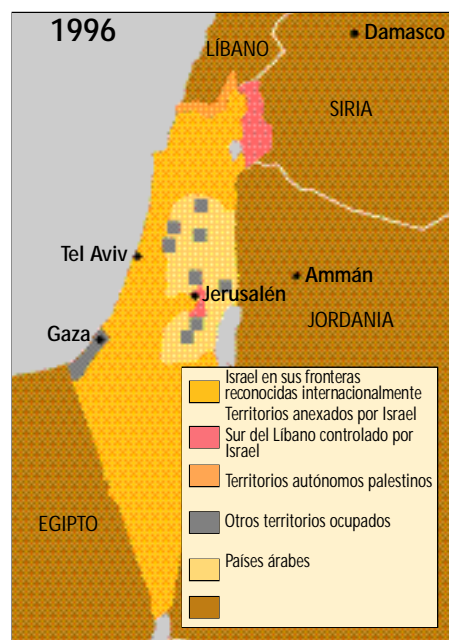 1996
LÍBANO
Damasco
SIRIA
Tel Aviv
Ammán
Jerusalén
JORDANIA
Gaza
EGIPTO
Israel en sus fronteras
reconocidas internacionalmente
Territorios anexados por Israel
Sur del Líbano controlado por
Israel
Territorios autónomos palestinos
Otros territorios ocupados
Países árabes